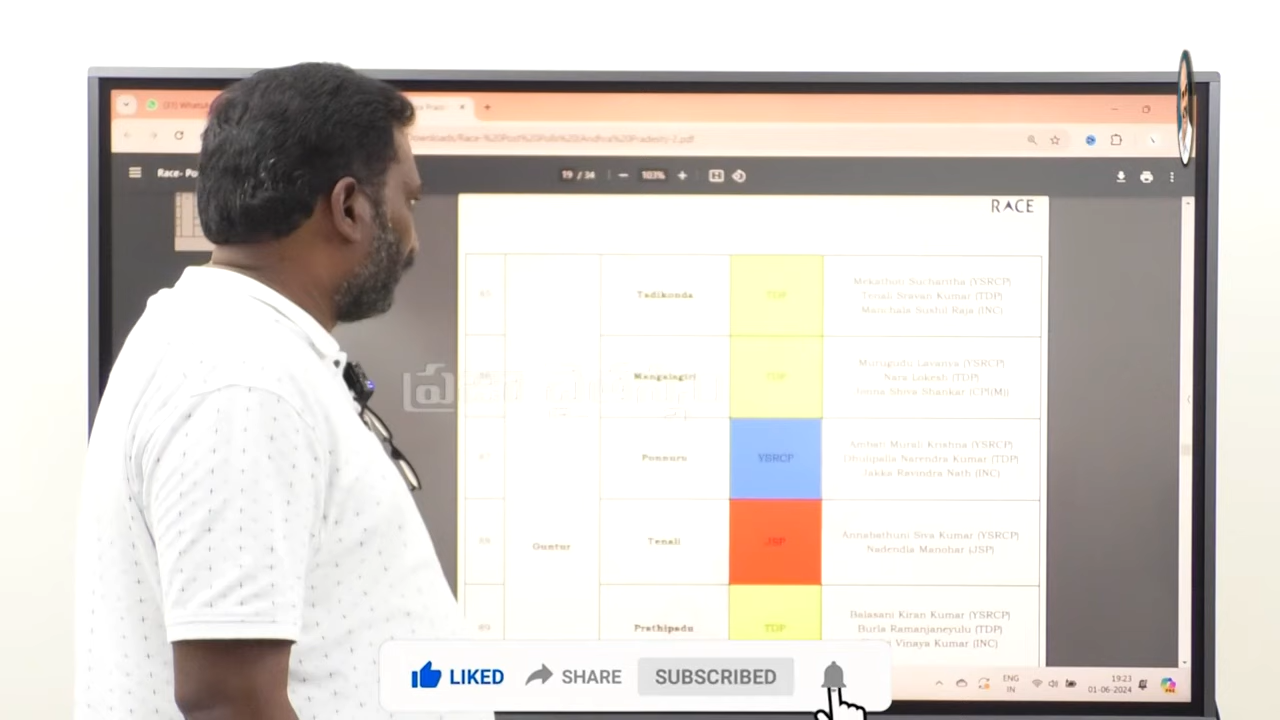 Race- Po
19 / 34
103%
RACE
Tadikonda
TDP
Mekathoti Sucharitha (YSRCP)
Tenali Sravan Kumar (TDP)
Manchala Sushil Raja (INC)
Mangalagiri
TDP
Murugudu Lavanya (YSRCP)
Nara Lokesh (TDP)
Jonna Shiva Shankar (CPI(M))
Ponnuru
YSRCP
Ambati Murali Krishna (YSRCP)
Dhulipalla Narendra Kumar (TDP)
Jakka Ravindra Nath (INC)
88
Guntur
Tenali
JSP
Annabathuni Siva Kumar (YSRCP)
Nadendla Manohar (JSP)
89
Prathipadu
TDP
Balasani Kiran Kumar (YSRCP)
Burla Ramanjaneyulu (TDP)
Vinaya Kumar (INC)
LIKED
SHARE
SUBSCRIBED
ENG
IN
19:23
01-06-2024